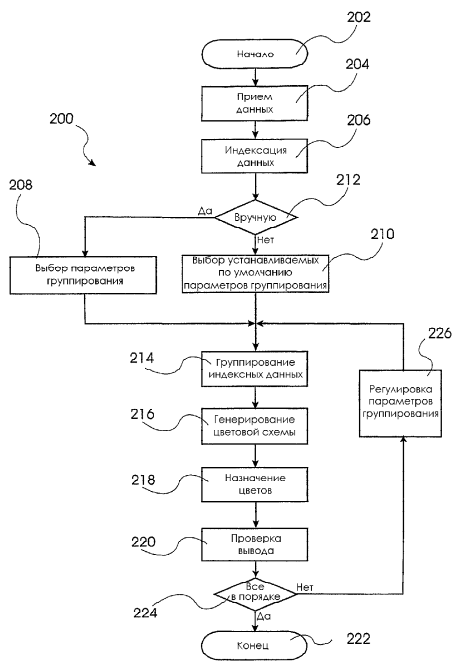 202
Начало
204
Прием
данных
200
206
Индексация
данных
212
208
Да
Вручную
Нет
210
Выбор параметров
группирования
Выбор устанавливаемых
по умолчанию
параметров группирования
226
214
Группирование
индексных данных
Регулировка
параметров
группирования
216
Генерирование
цветовой схемы
218
Назначение
цветов
220
Проверка
вывода
Все
в порядке
Нет
224
Да
Конец
222